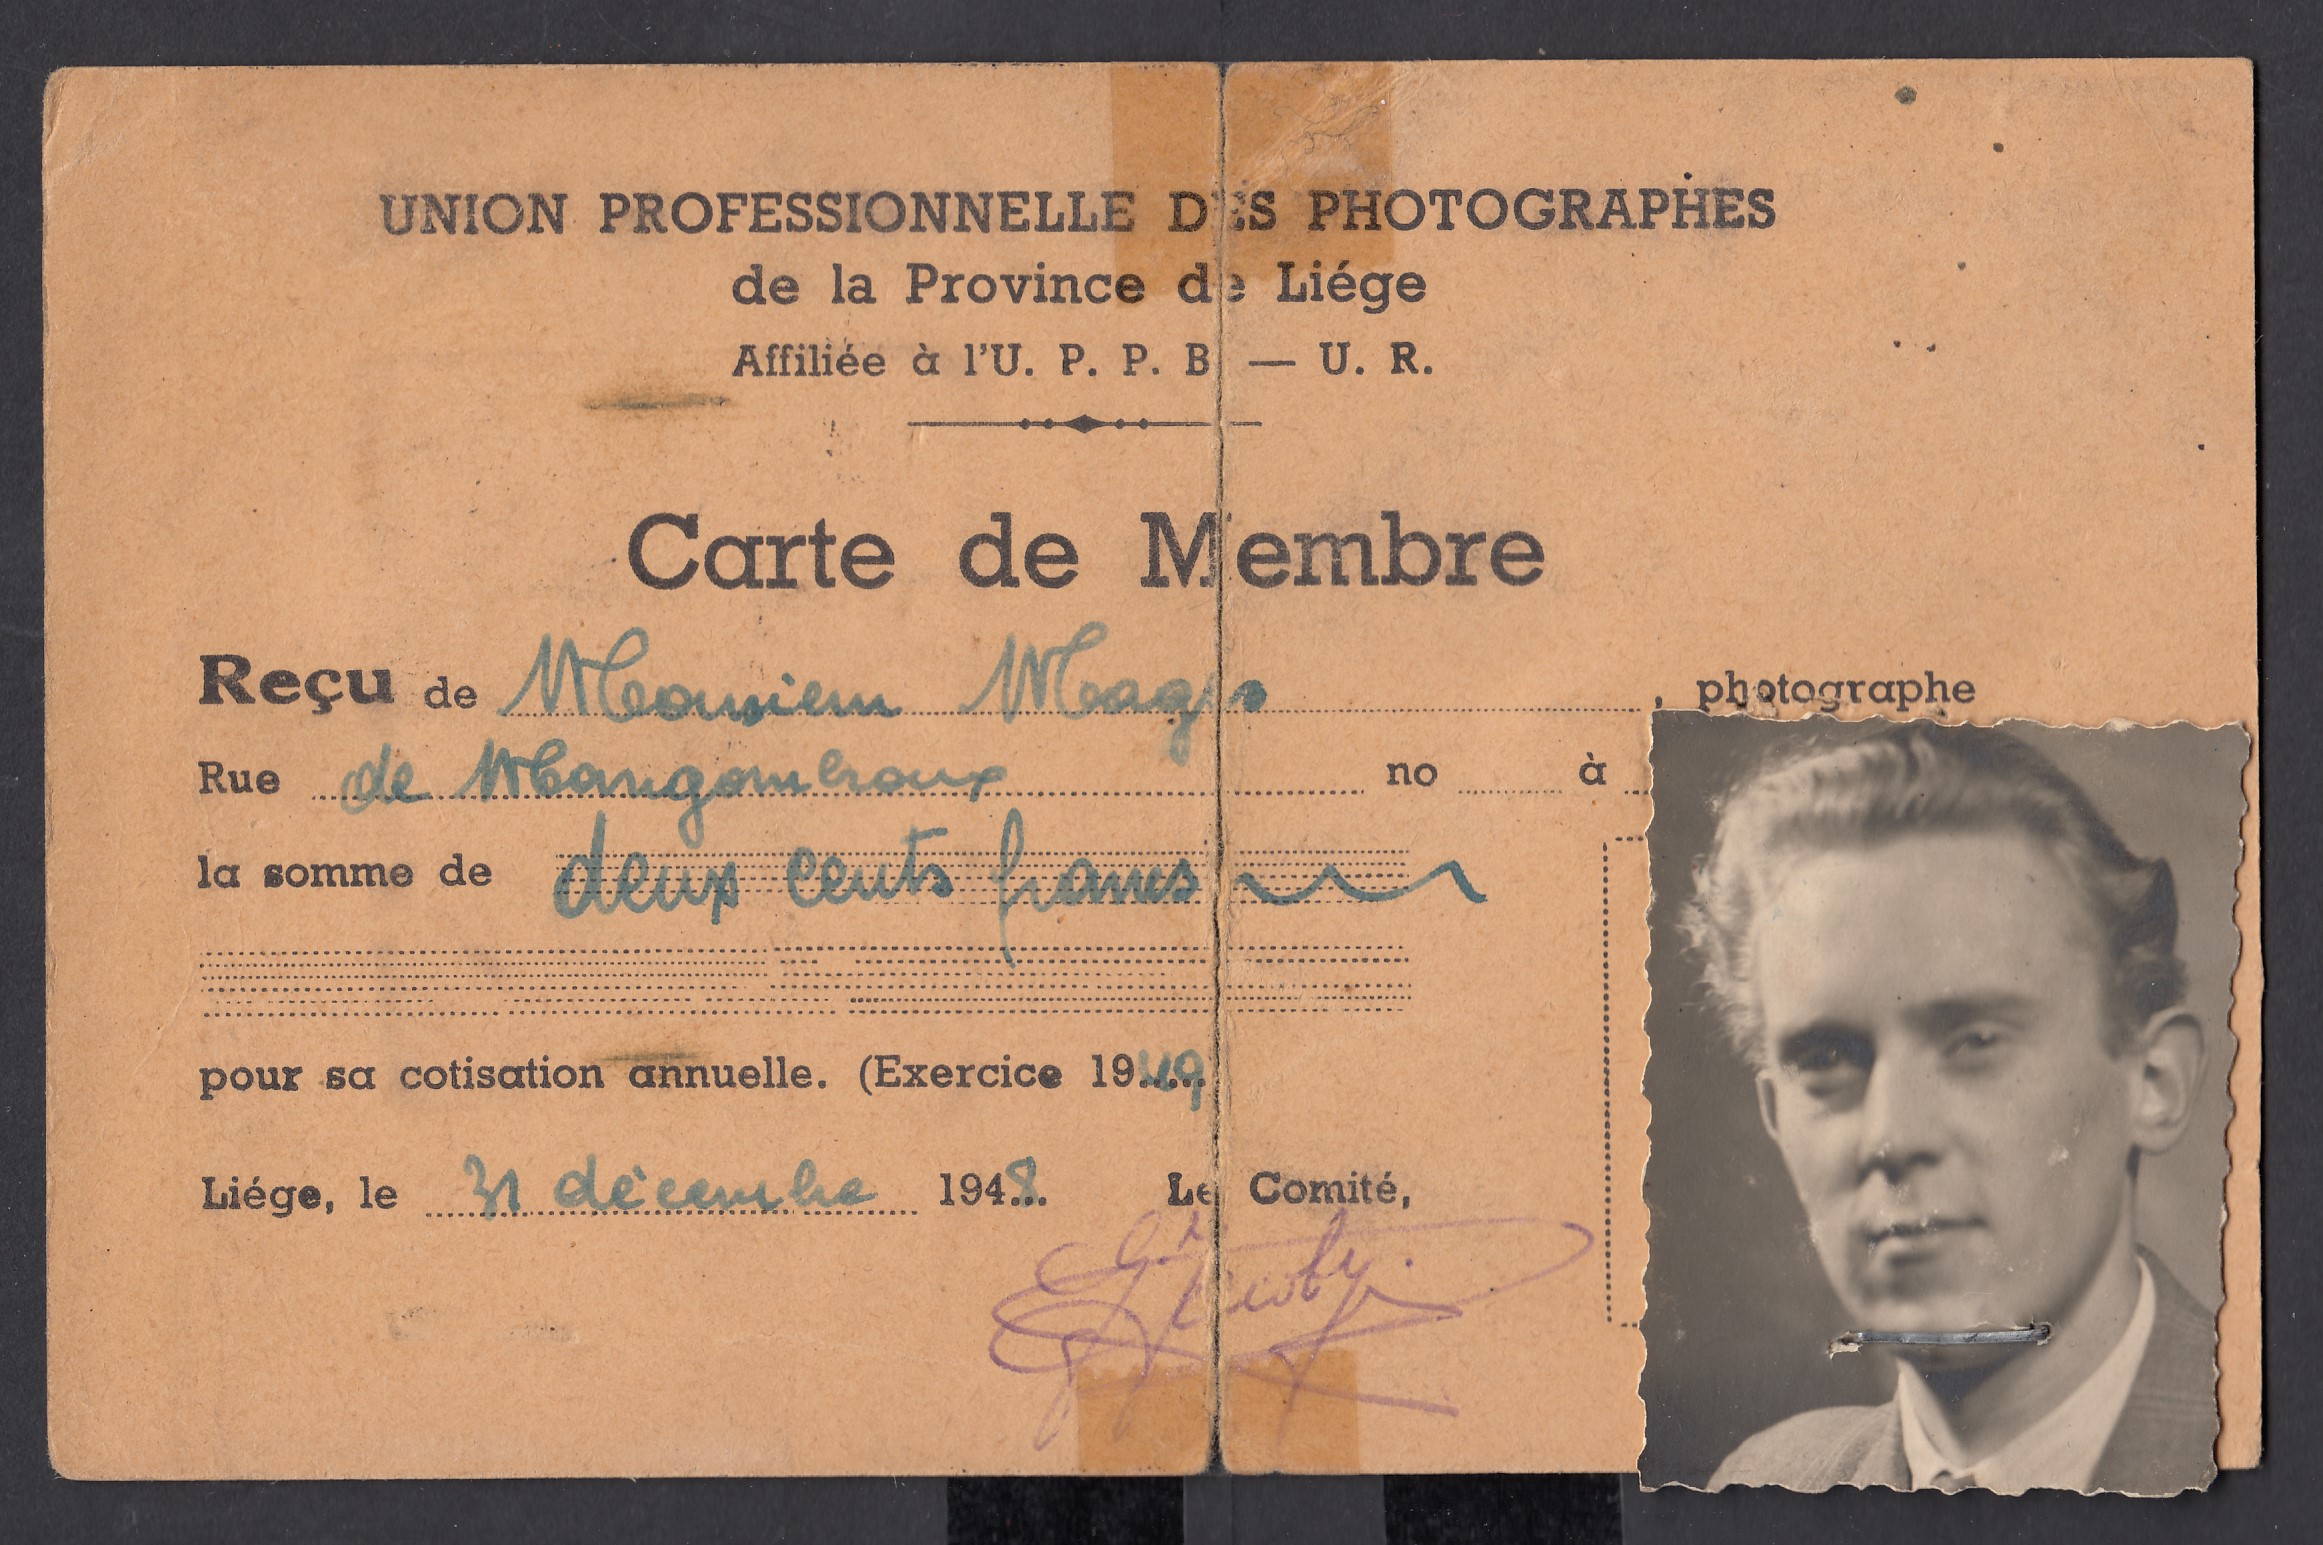 UNION PROFESSIONNELLE DES PHOTOGRAPHES
de la Province de Liége
Affiliée à l'U. P. P. B — U. R.
Carte de Membre
Reçu de Monsieur Magis, photographe
Rue de Mangombroux no à
la somme de deux cents francs
pour sa cotisation annuelle. (Exercice 1949
Liége, le 31 décembre 1948. Le Comité,